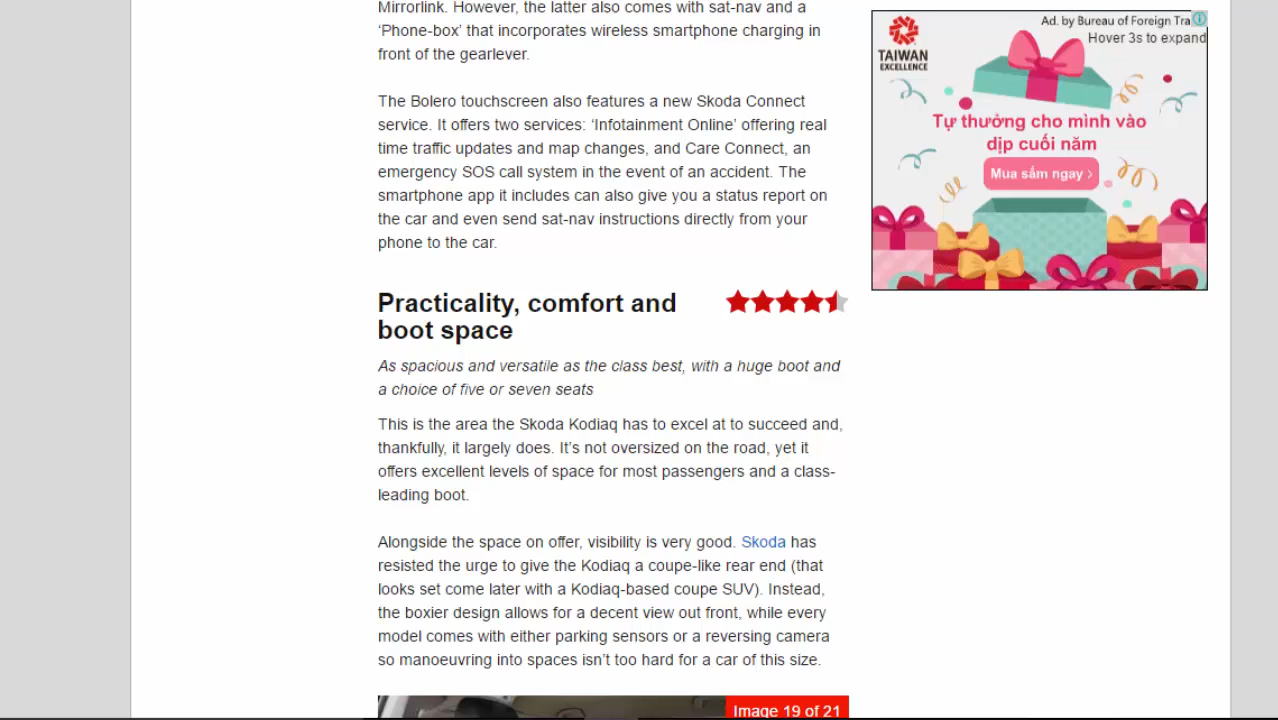 Mirrorlink. However, the latter also comes with sat-nav and a
‘Phone-box’ that incorporates wireless smartphone charging in
front of the gearlever.
The Bolero touchscreen also features a new Skoda Connect
service. It offers two services: ‘Infotainment Online’ offering real
time traffic updates and map changes, and Care Connect, an
emergency SOS call system in the event of an accident. The
smartphone app it includes can also give you a status report on
the car and even send sat-nav instructions directly from your
phone to the car.
Practicality, comfort and
boot space
As spacious and versatile as the class best, with a huge boot and
a choice of five or seven seats
This is the area the Skoda Kodiaq has to excel at to succeed and,
thankfully, it largely does. It’s not oversized on the road, yet it
offers excellent levels of space for most passengers and a class-
leading boot.
Alongside the space on offer, visibility is very good. Skoda has
resisted the urge to give the Kodiaq a coupe-like rear end (that
looks set come later with a Kodiaq-based coupe SUV). Instead,
the boxier design allows for a decent view out front, while every
model comes with either parking sensors or a reversing camera
so manoeuvring into spaces isn’t too hard for a car of this size.
Image 19 of 21
Ad. by Bureau of Foreign Tra
Hover 3s to expand
TAIWAN
EXCELLENCE
Tự thưởng cho mình vào
dịp cuối năm
Mua sắm ngay ›